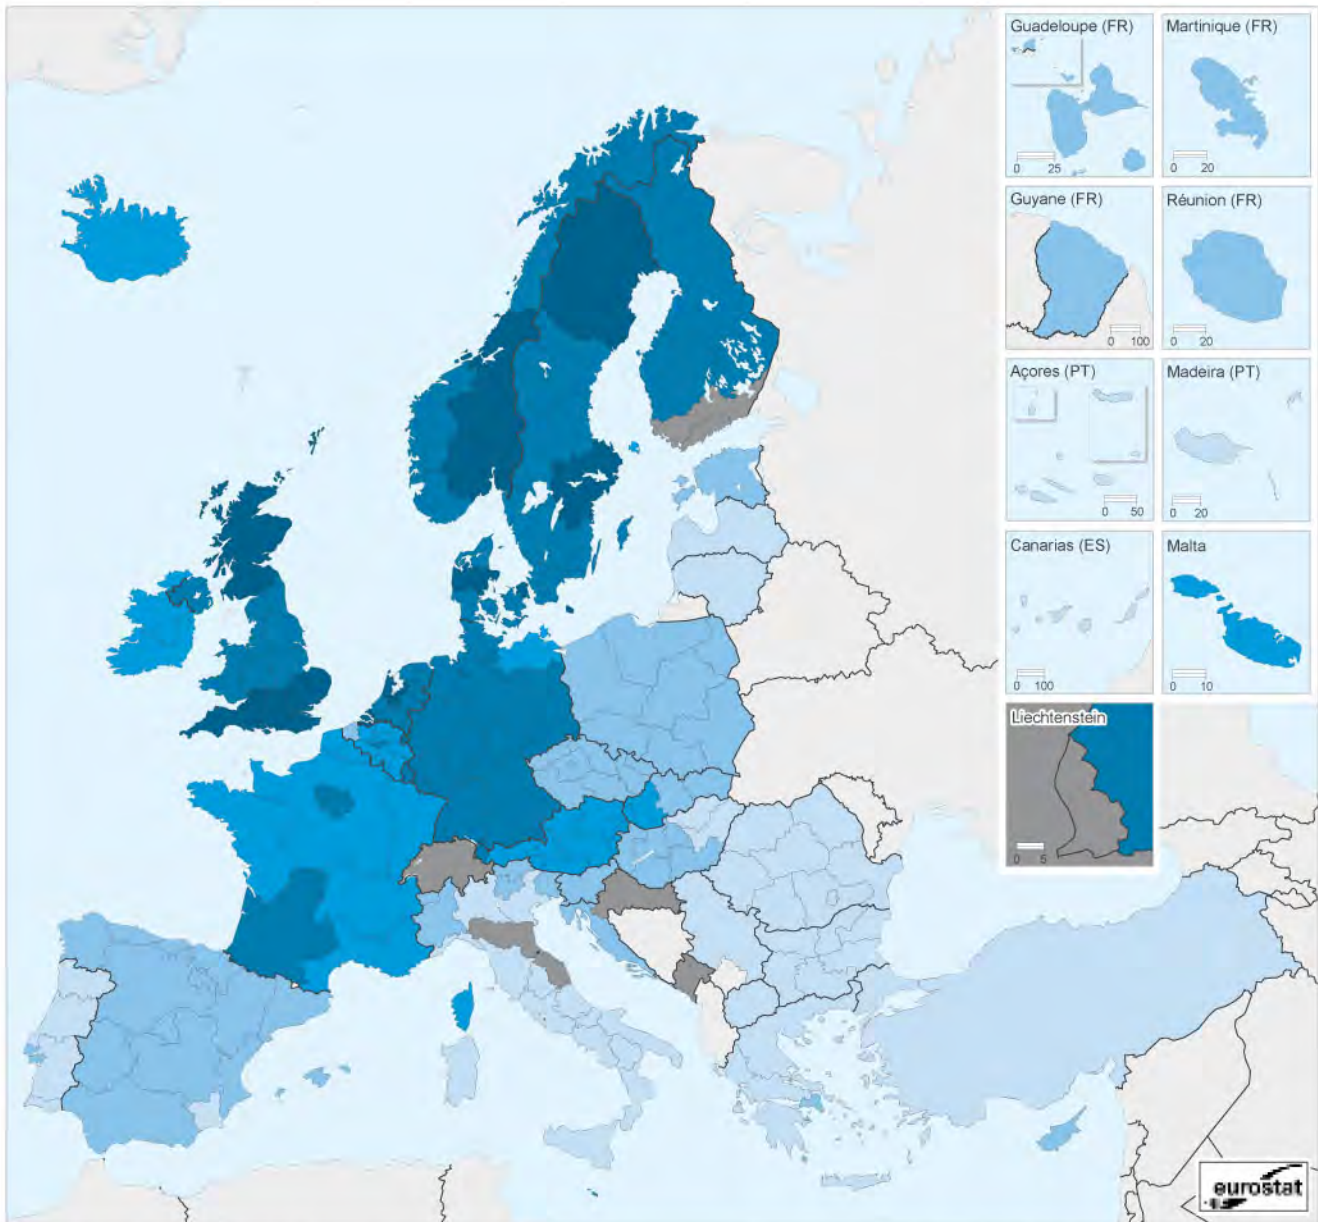 Guadeloupe (FR)
0 25
Martinique (FR)
0 20
Guyane (FR)
0 100
Réunion (FR)
0 20
Açores (PT)
0 50
Madeira (PT)
0 20
Canarias (ES)
0 100
Malta
0 10
Liechtenstein
0 5
eurostat